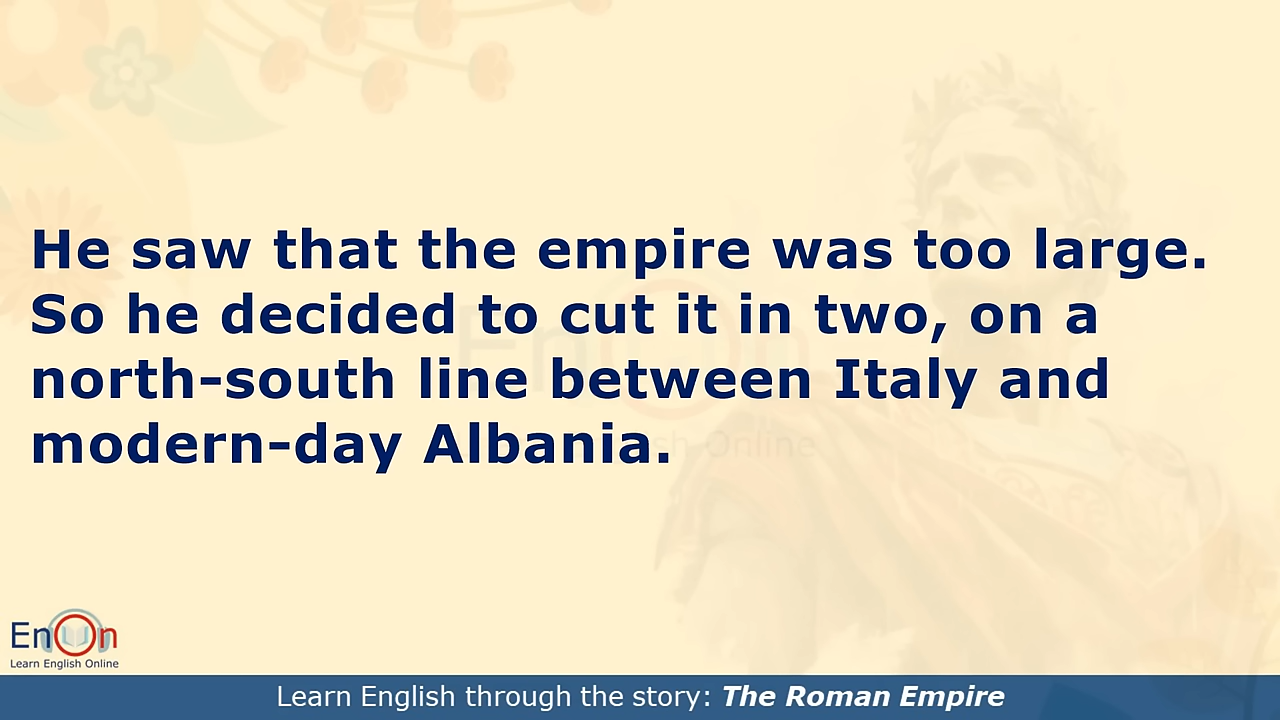 He saw that the empire was too large.
So he decided to cut it in two, on a
north-south line between Italy and
modern-day Albania.
EnOn
Learn English Online
Learn English through the story: The Roman Empire